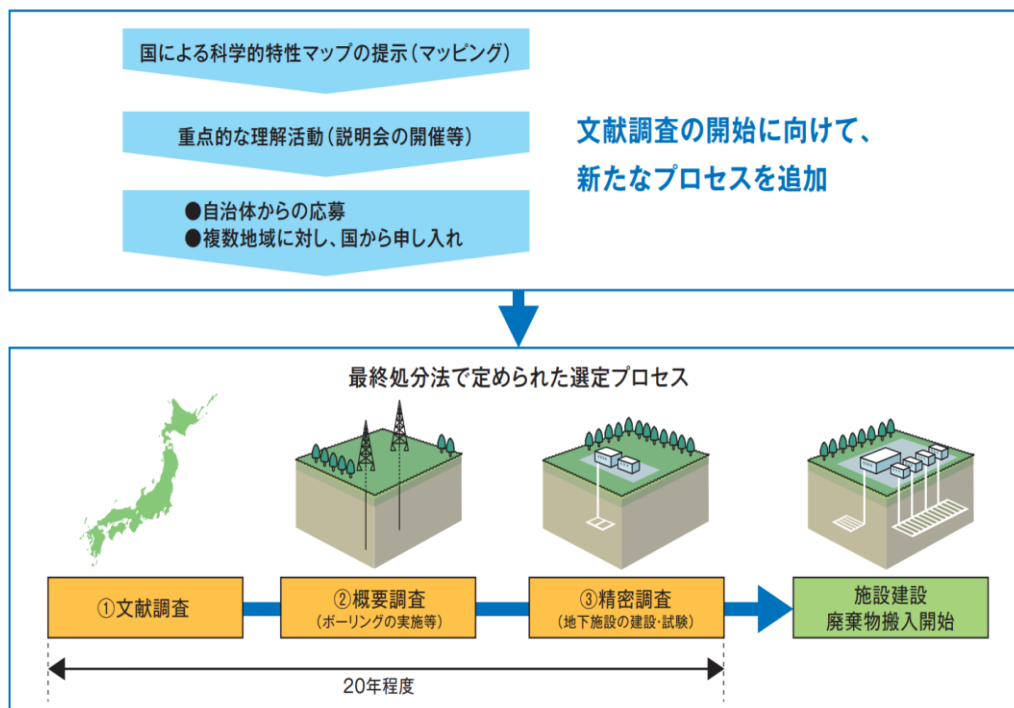 国による科学的特性マップの提示(マッピング)
重点的な理解活動(説明会の開催等)
●自治体からの応募
●複数地域に対し、国から申し入れ
文献調査の開始に向けて、
新たなプロセスを追加
最終処分法で定められた選定プロセス
①文献調査
②概要調査
(ボーリングの実施等)
③精密調査
(地下施設の建設・試験)
施設建設
廃棄物搬入開始
20年程度